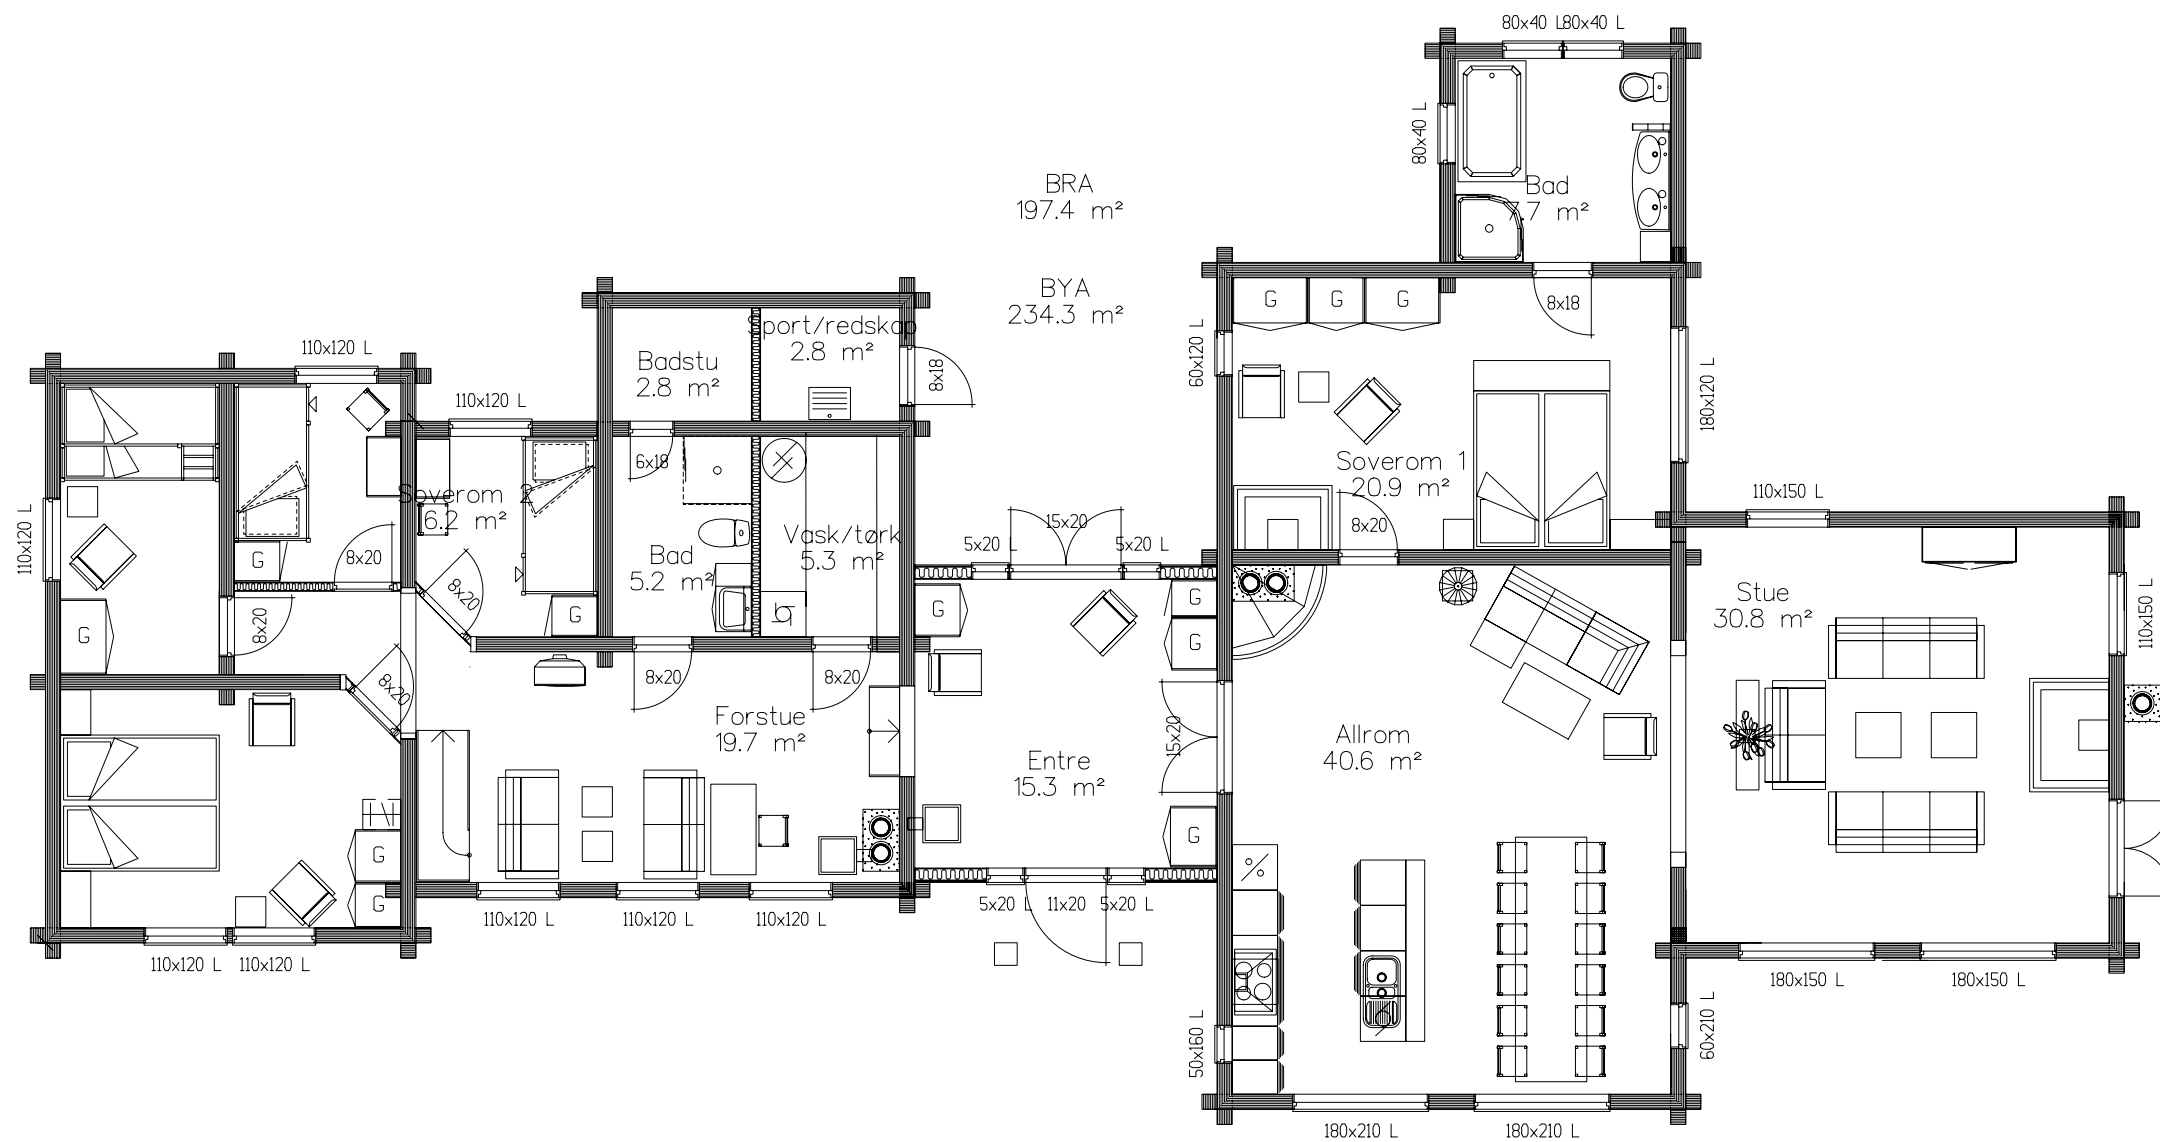 80x40 L
80x40 L
80x40 L
BRA
197.4 m²
Bad
7.7 m²
BYA
234.3 m²
G
G
G
8x18
Sport/redskap
2.8 m²
60x120 L
110x120 L
Badstu
2.8 m²
8x18
180x120 L
110x120 L
6x18
Soverom 1
20.9 m²
Soverom 2
6.2 m²
110x150 L
110x120 L
15x20
8x20
Vask/tørk
5.3 m²
5x20 L
5x20 L
Bad
5.2 m²
G
8x20
8x20
Stue
30.8 m²
110x150 L
G
G
G
G
8x20
G
G
8x20
8x20
8x20
Forstue
19.7 m²
15x20
Allrom
40.6 m²
Entre
15.3 m²
G
G
G
5x20 L
11x20
5x20 L
110x120 L
110x120 L
110x120 L
110x120 L
110x120 L
180x150 L
180x150 L
50x160 L
60x210 L
180x210 L
180x210 L